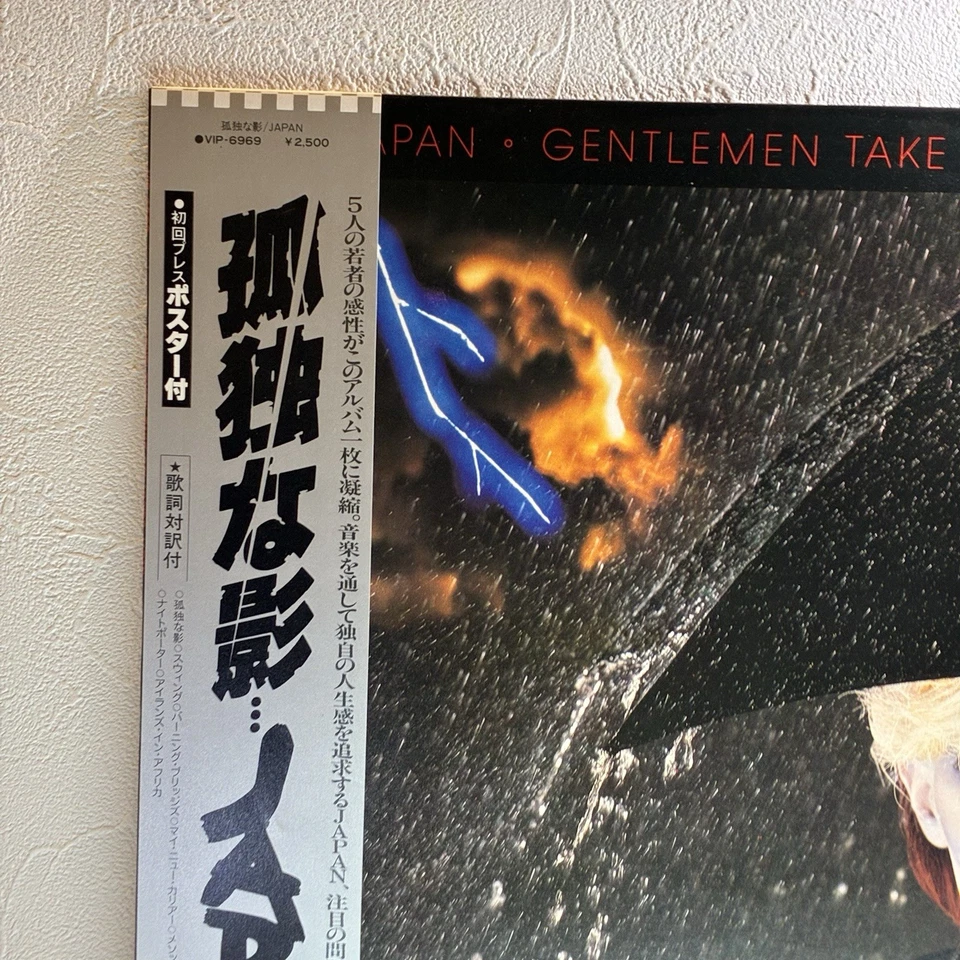 孤独な影/JAPAN
●VIP-6969 ￥2,500
APAN ∘ GENTLEMEN TAKE
5人の若者の感性がこのアルバム一枚に凝縮。音楽を通して独自の人生感を追求するJAPAN、注目の問
孤独な影…JAP
●初回プレスポスター付
★歌詞対訳付
○孤独な影○スウィング○バーニング・ブリッジズ○マイ・ニュー・カリアー○メソッ
○ナイトポーター○アイランズ・イン・アフリカ